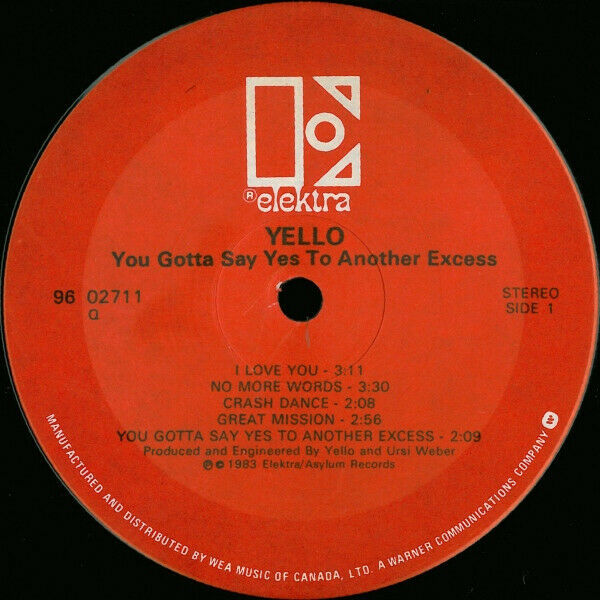 ® elektra
YELLO
You Gotta Say Yes To Another Excess
96 02711
Q
STEREO
SIDE 1
I LOVE YOU - 3:11
NO MORE WORDS - 3:30
CRASH DANCE - 2:08
GREAT MISSION - 2:56
YOU GOTTA SAY YES TO ANOTHER EXCESS - 2:09
Produced and Engineered By Yello and Ursi Weber
℗ © 1983 Elektra/Asylum Records
MANUFACTURED AND DISTRIBUTED BY WEA MUSIC OF CANADA, LTD. A WARNER COMMUNICATIONS COMPANY